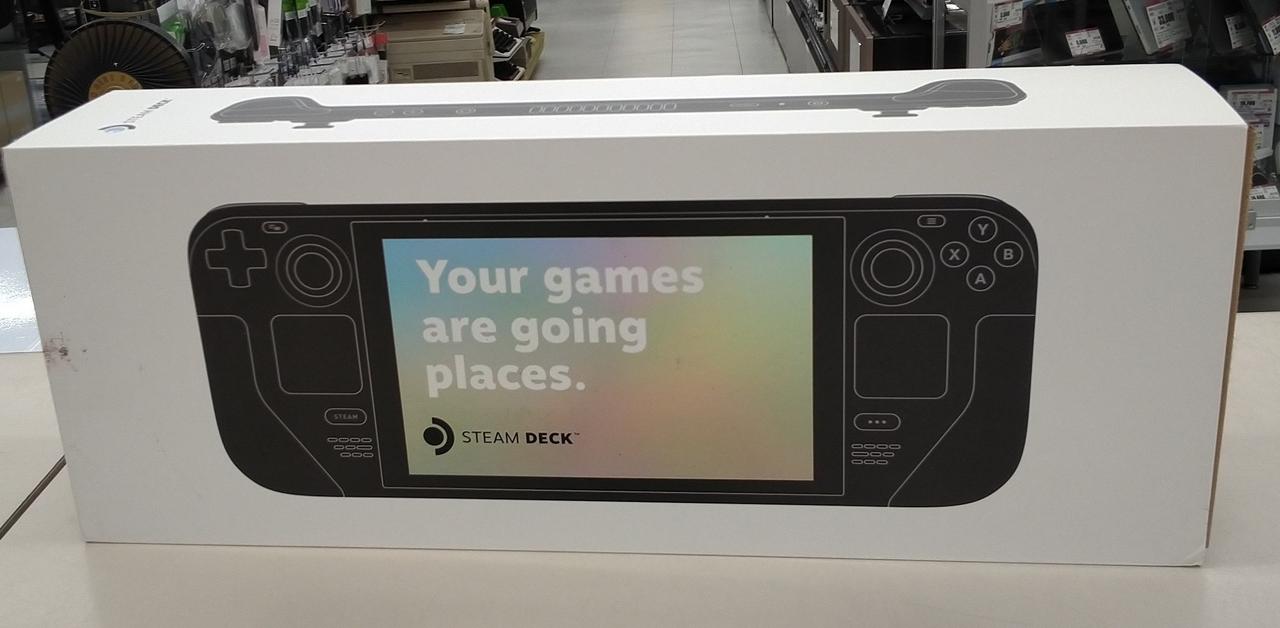 Your games
are going
places.
STEAM DECK™
STEAM
Y
X
B
A